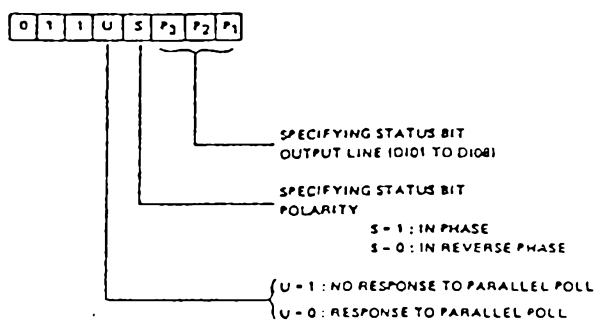 0 1 1 U S P3 P2 P1
SPECIFYING STATUS BIT
OUTPUT LINE (DIO1 TO DIO8)
SPECIFYING STATUS BIT
POLARITY
S = 1 : IN PHASE
S = 0 : IN REVERSE PHASE
U = 1 : NO RESPONSE TO PARALLEL POLL
U = 0 : RESPONSE TO PARALLEL POLL